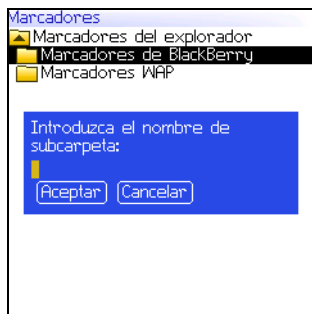 Marcadores
Marcadores del explorador
Marcadores de BlackBerry
Marcadores WAP
Introduzca el nombre de
subcarpeta:
Aceptar Cancelar